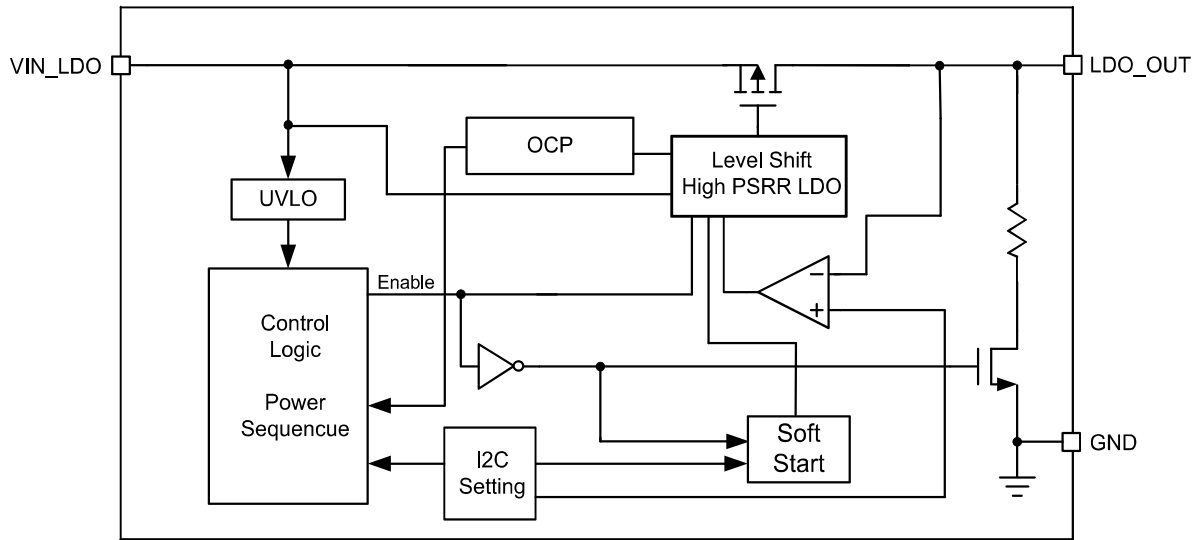 VIN_LDO
LDO_OUT
OCP
Level Shift
High PSRR LDO
UVLO
Enable
Control
Logic
Power
Sequencue
−
+
I2C
Setting
Soft
Start
GND